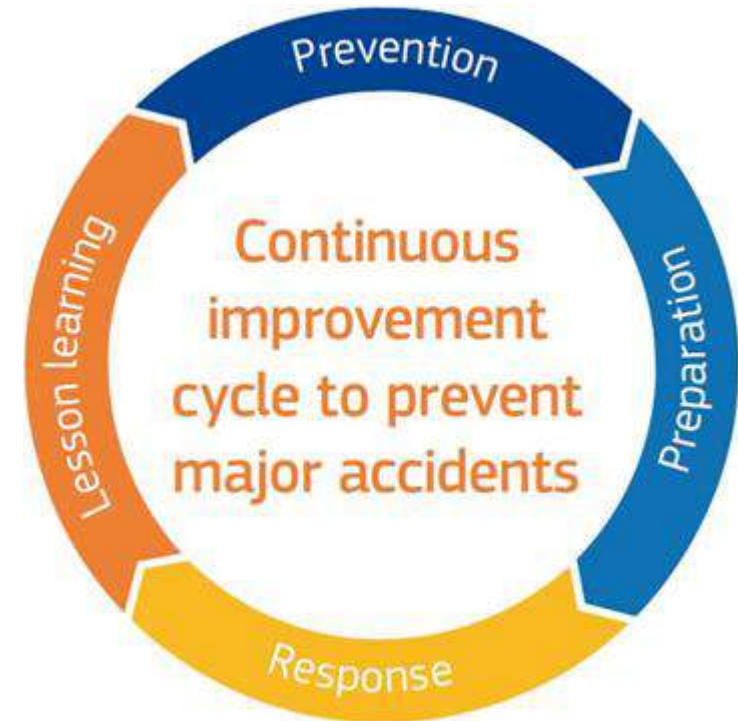 Prevention
Continuous
improvement
cycle to prevent
major accidents
Preparation
Response
Lesson learning